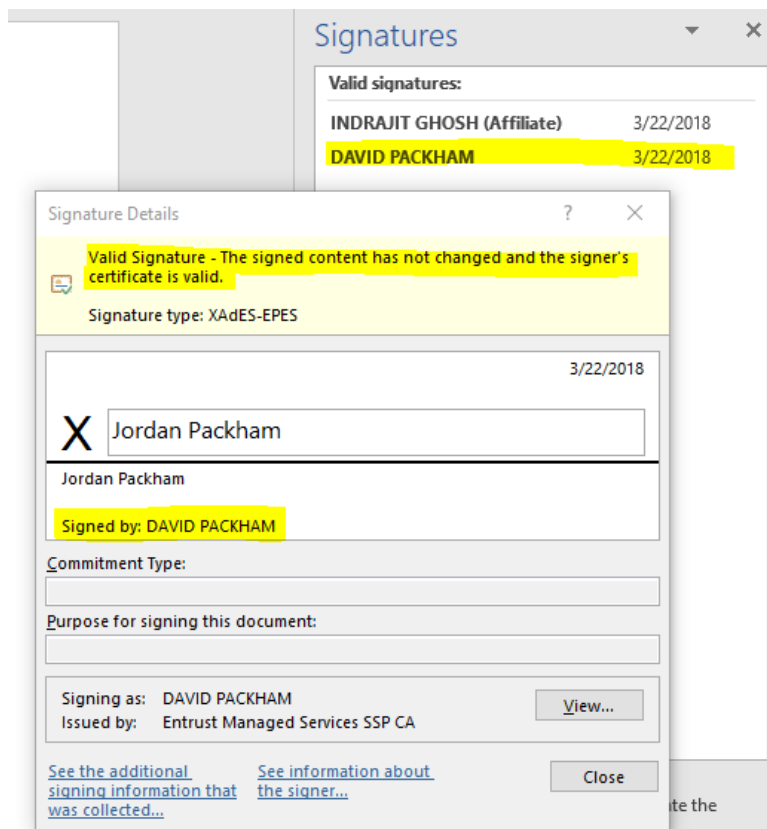 Signatures
Valid signatures:
INDRAJIT GHOSH (Affiliate) 3/22/2018
DAVID PACKHAM 3/22/2018
Signature Details ?
Valid Signature - The signed content has not changed and the signer's
certificate is valid.
Signature type: XAdES-EPES
3/22/2018
X Jordan Packham
Jordan Packham
Signed by: DAVID PACKHAM
Commitment Type:
Purpose for signing this document:
Signing as: DAVID PACKHAM
View...
Issued by: Entrust Managed Services SSP CA
See the additional
signing information that
was collected...
See information about
the signer...
Close
the